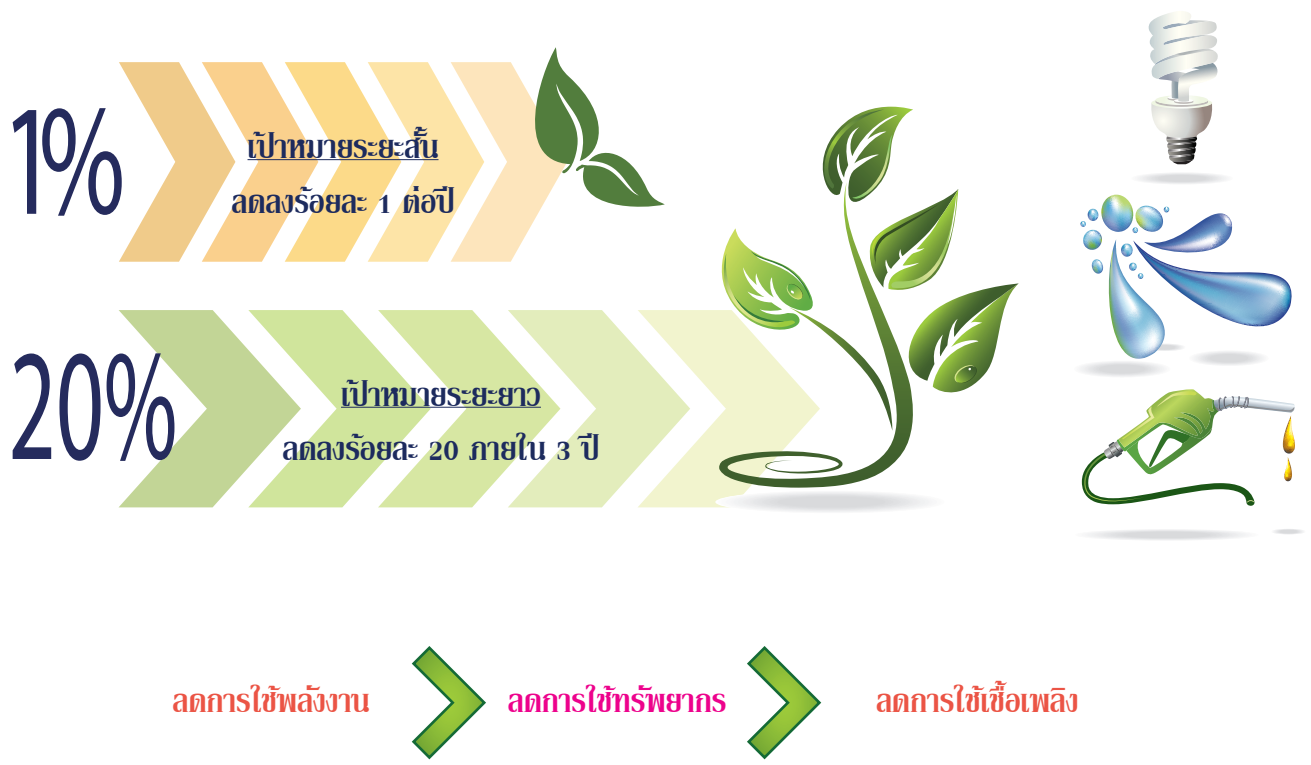 1%
เป้าหมายระยะสั้น
ลดลงร้อยละ 1 ต่อปี
20%
เป้าหมายระยะยาว
ลดลงร้อยละ 20 ภายใน 3 ปี
ลดการใช้พลังงาน
ลดการใช้ทรัพยากร
ลดการใช้เชื้อเพลิง